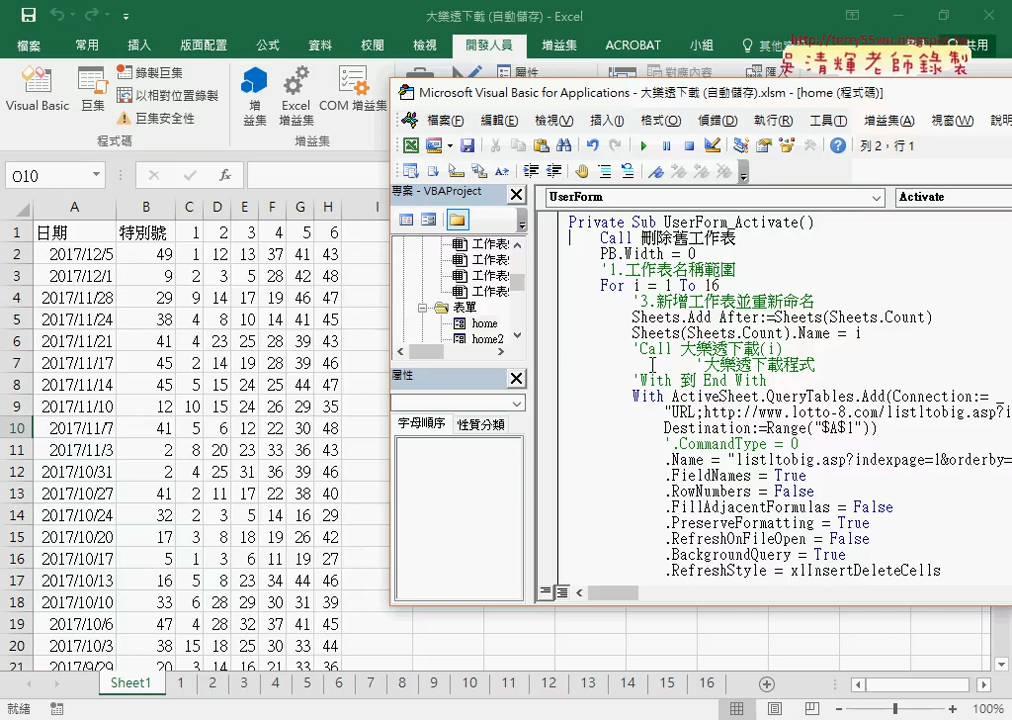 大樂透下載 (自動儲存) - Excel
檔案 常用 插入 版面配置 公式 資料 校閱 檢視 開發人員 增益集 ACROBAT 小組 共用
吳清輝老師錄製
Visual Basic 巨集 錄製巨集 以相對位置錄製 巨集安全性
程式碼
增益集 Excel 增益集 COM 增益集
增益集
屬性
Microsoft Visual Basic for Applications - 大樂透下載 (自動儲存).xlsm - [home (程式碼)]
檔案(F) 編輯(E) 檢視(V) 插入(I) 格式(O) 偵錯(D) 執行(R) 工具(T) 增益集(A) 視窗(W) 說明
列 2，行 1
O10
fx
專案 - VBAProject
工作表
工作表
工作表
工作表
表單
home
home2
屬性
字母順序 性質分類
UserForm Activate
Private Sub UserForm_Activate()
Call 刪除舊工作表
PB.Width = 0
'1.工作表名稱範圍
For i = 1 To 16
'3.新增工作表並重新命名
Sheets.Add After:=Sheets(Sheets.Count)
Sheets(Sheets.Count).Name = i
'Call 大樂透下載(i)
'大樂透下載程式
'With 到 End With
With ActiveSheet.QueryTables.Add(Connection:= _
"URL;http://www.lotto-8.com/listltobig.asp?i
Destination:=Range("$A$1"))
'.CommandType = 0
.Name = "listltobig.asp?indexpage=1&orderby=
.FieldNames = True
.RowNumbers = False
.FillAdjacentFormulas = False
.PreserveFormatting = True
.RefreshOnFileOpen = False
.BackgroundQuery = True
.RefreshStyle = xlInsertDeleteCells
A B C D E F G H I
1 日期 特別號 1 2 3 4 5 6
2 2017/12/5 49 1 12 13 37 41 43
3 2017/12/1 9 2 3 5 28 42 48
4 2017/11/28 29 9 14 17 19 46 47
5 2017/11/24 38 4 8 10 14 41 45
6 2017/11/21 41 4 23 25 28 39 43
7 2017/11/17 45 2 14 19 28 39 46
8 2017/11/14 45 5 15 24 25 44 47
9 2017/11/10 12 10 15 24 26 29 35
10 2017/11/7 41 5 6 12 22 30 48
11 2017/11/3 2 8 20 23 33 36 43
12 2017/10/31 2 4 25 31 36 39 46
13 2017/10/27 41 2 11 17 22 38 40
14 2017/10/24 32 2 3 5 14 16 29
15 2017/10/20 17 3 8 18 19 26 42
16 2017/10/17 5 1 3 6 11 19 27
17 2017/10/13 16 5 8 23 34 44 46
18 2017/10/10 33 6 28 29 30 31 39
19 2017/10/6 47 4 28 32 37 41 45
20 2017/10/3 38 15 18 25 30 33 44
21 2017/9/29 20 3 14 16 21 33 36
Sheet1 1 2 3 4 5 6 7 8 9 10 11 12 13 14 15 16
就緒 100%